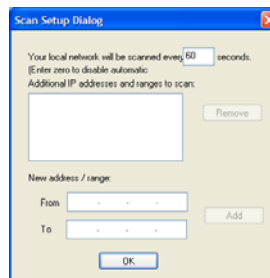 Scan Setup Dialog
Your local network will be scanned every 60 seconds.
(Enter zero to disable automatic
Additional IP addresses and ranges to scan:
Remove
New address / range:
From
Add
To
OK